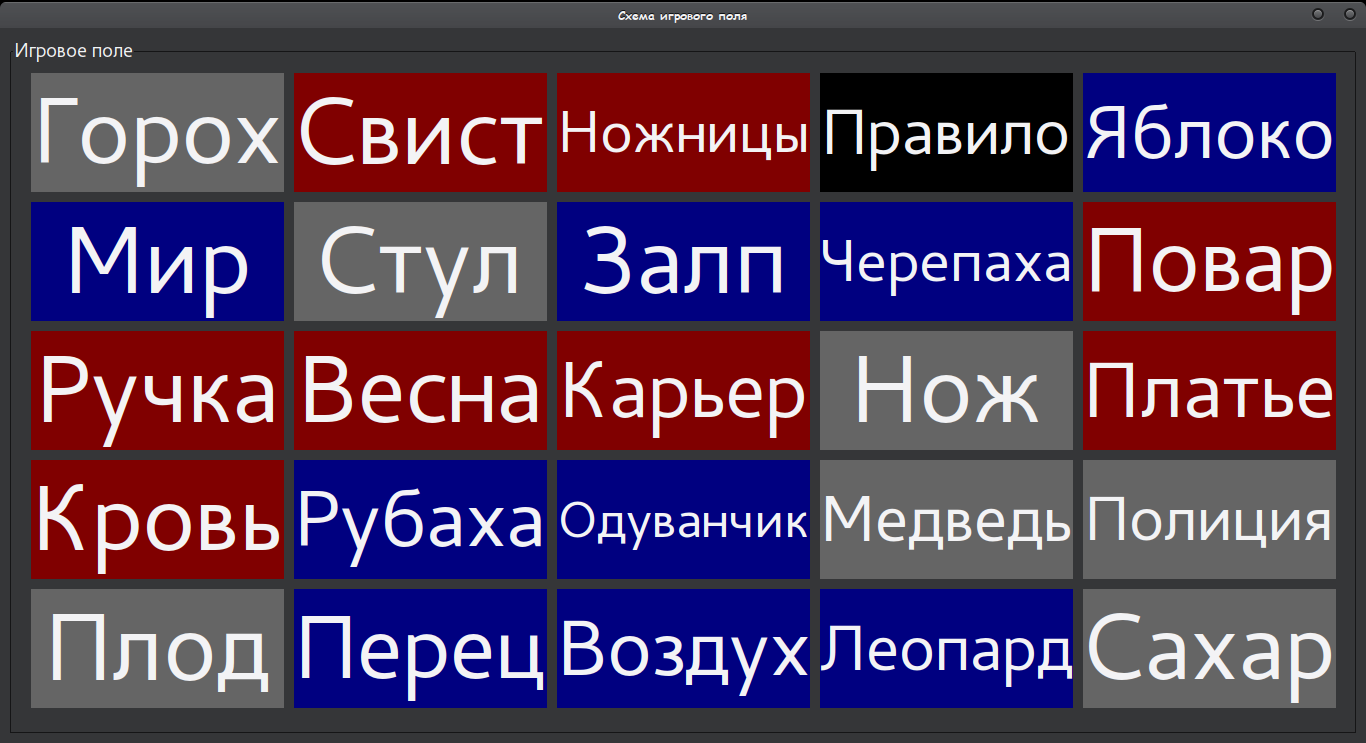 Схема игрового поля
Игровое поле
Горох Свист Ножницы Правило Яблоко
Мир Стул Залп Черепаха Повар
Ручка Весна Карьер Нож Платье
Кровь Рубаха Одуванчик Медведь Полиция
Плод Перец Воздух Леопард Сахар